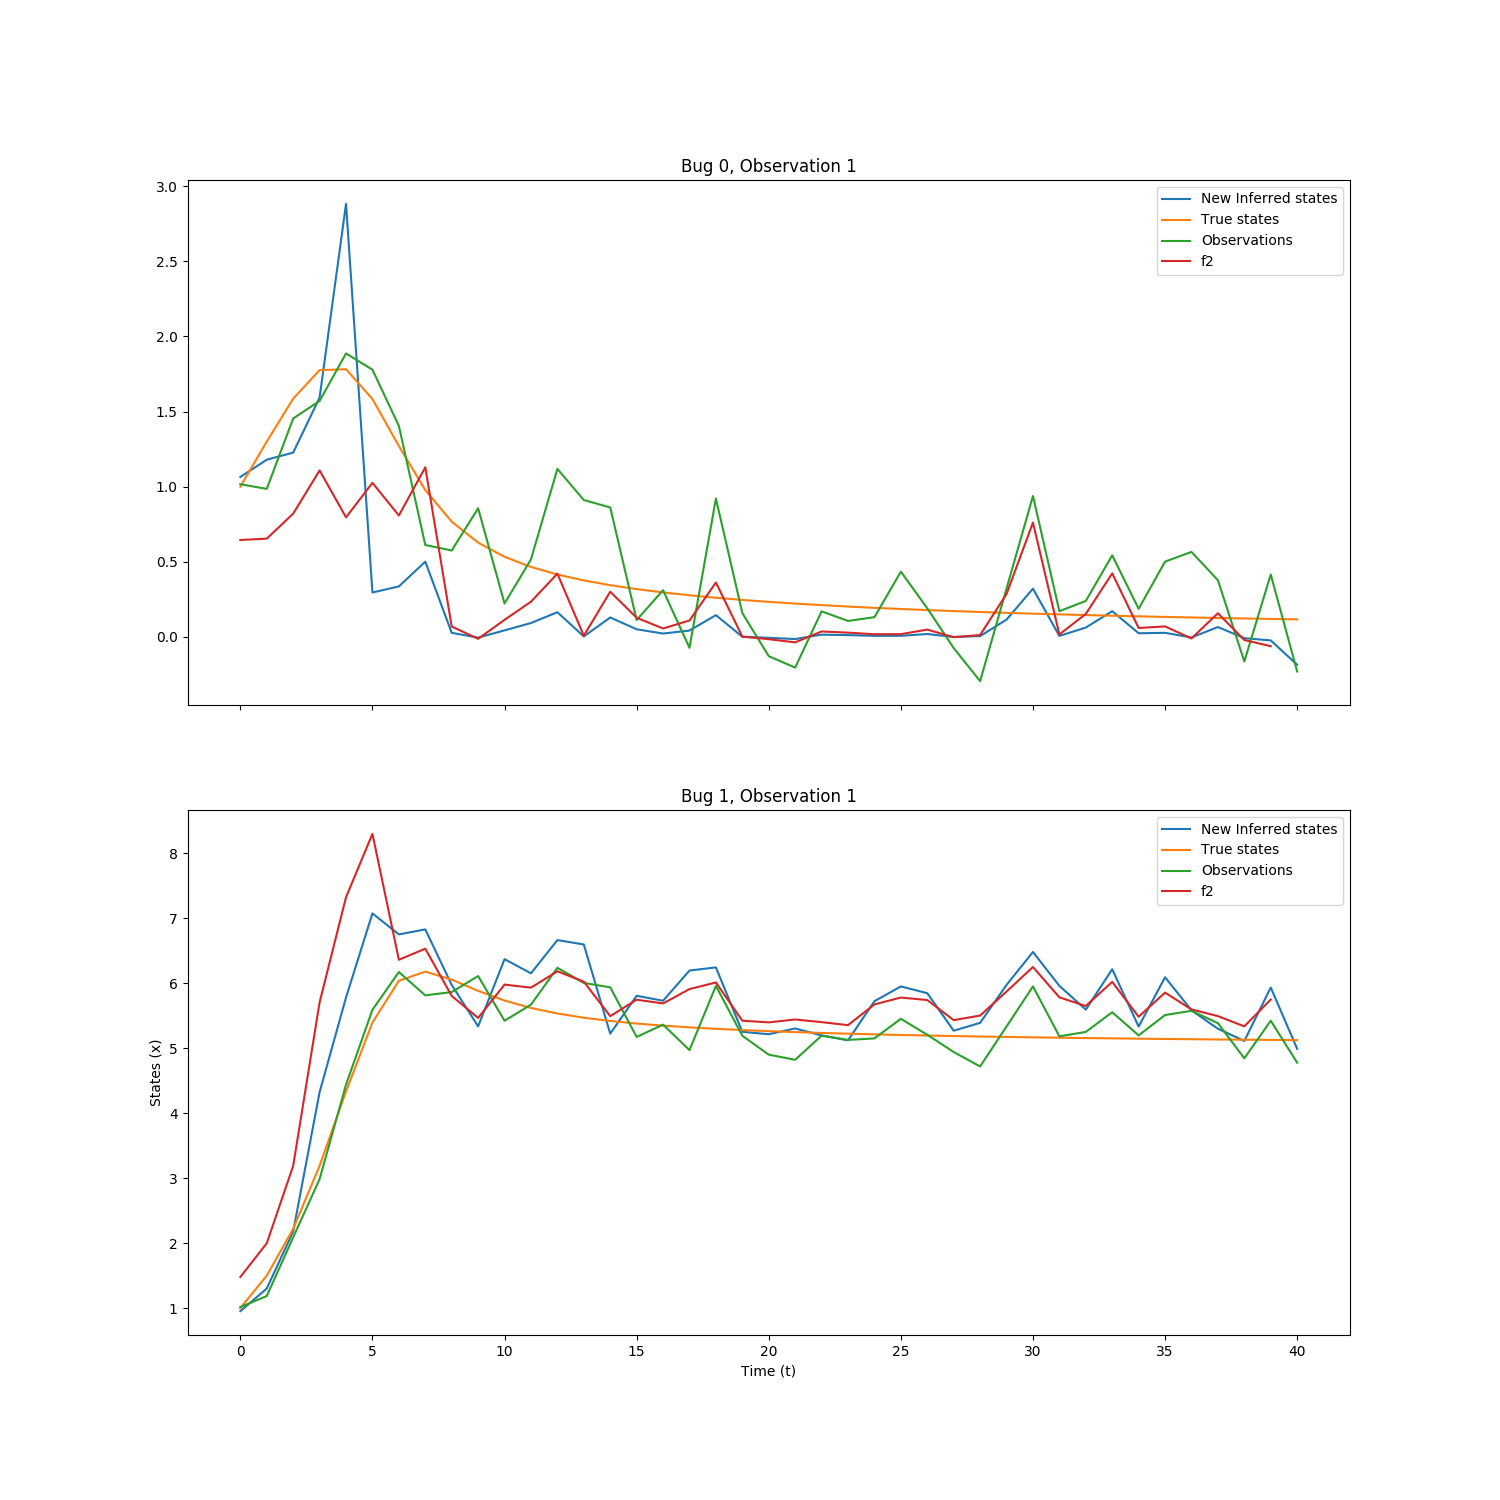 Bug 0, Observation 1
3.0
2.5
2.0
1.5
1.0
0.5
0.0
New Inferred states
True states
Observations
f2
Bug 1, Observation 1
8
7
6
5
4
3
2
1
States (x)
New Inferred states
True states
Observations
f2
0 5 10 15 20 25 30 35 40
Time (t)